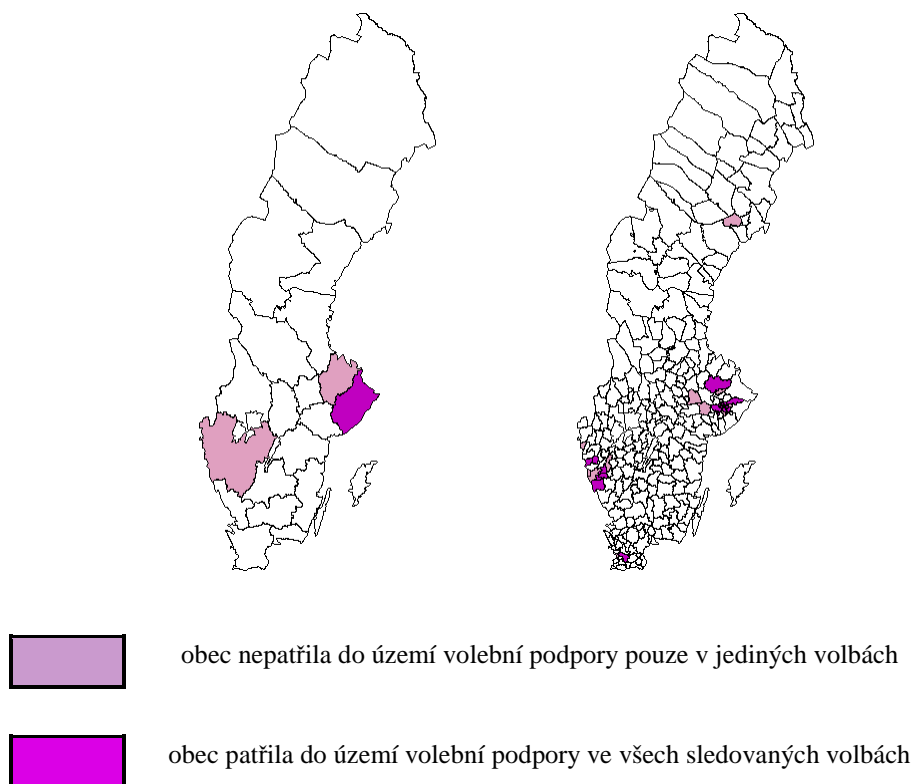 obec nepatřila do území volební podpory pouze v jediných volbách
obec patřila do území volební podpory ve všech sledovaných volbách